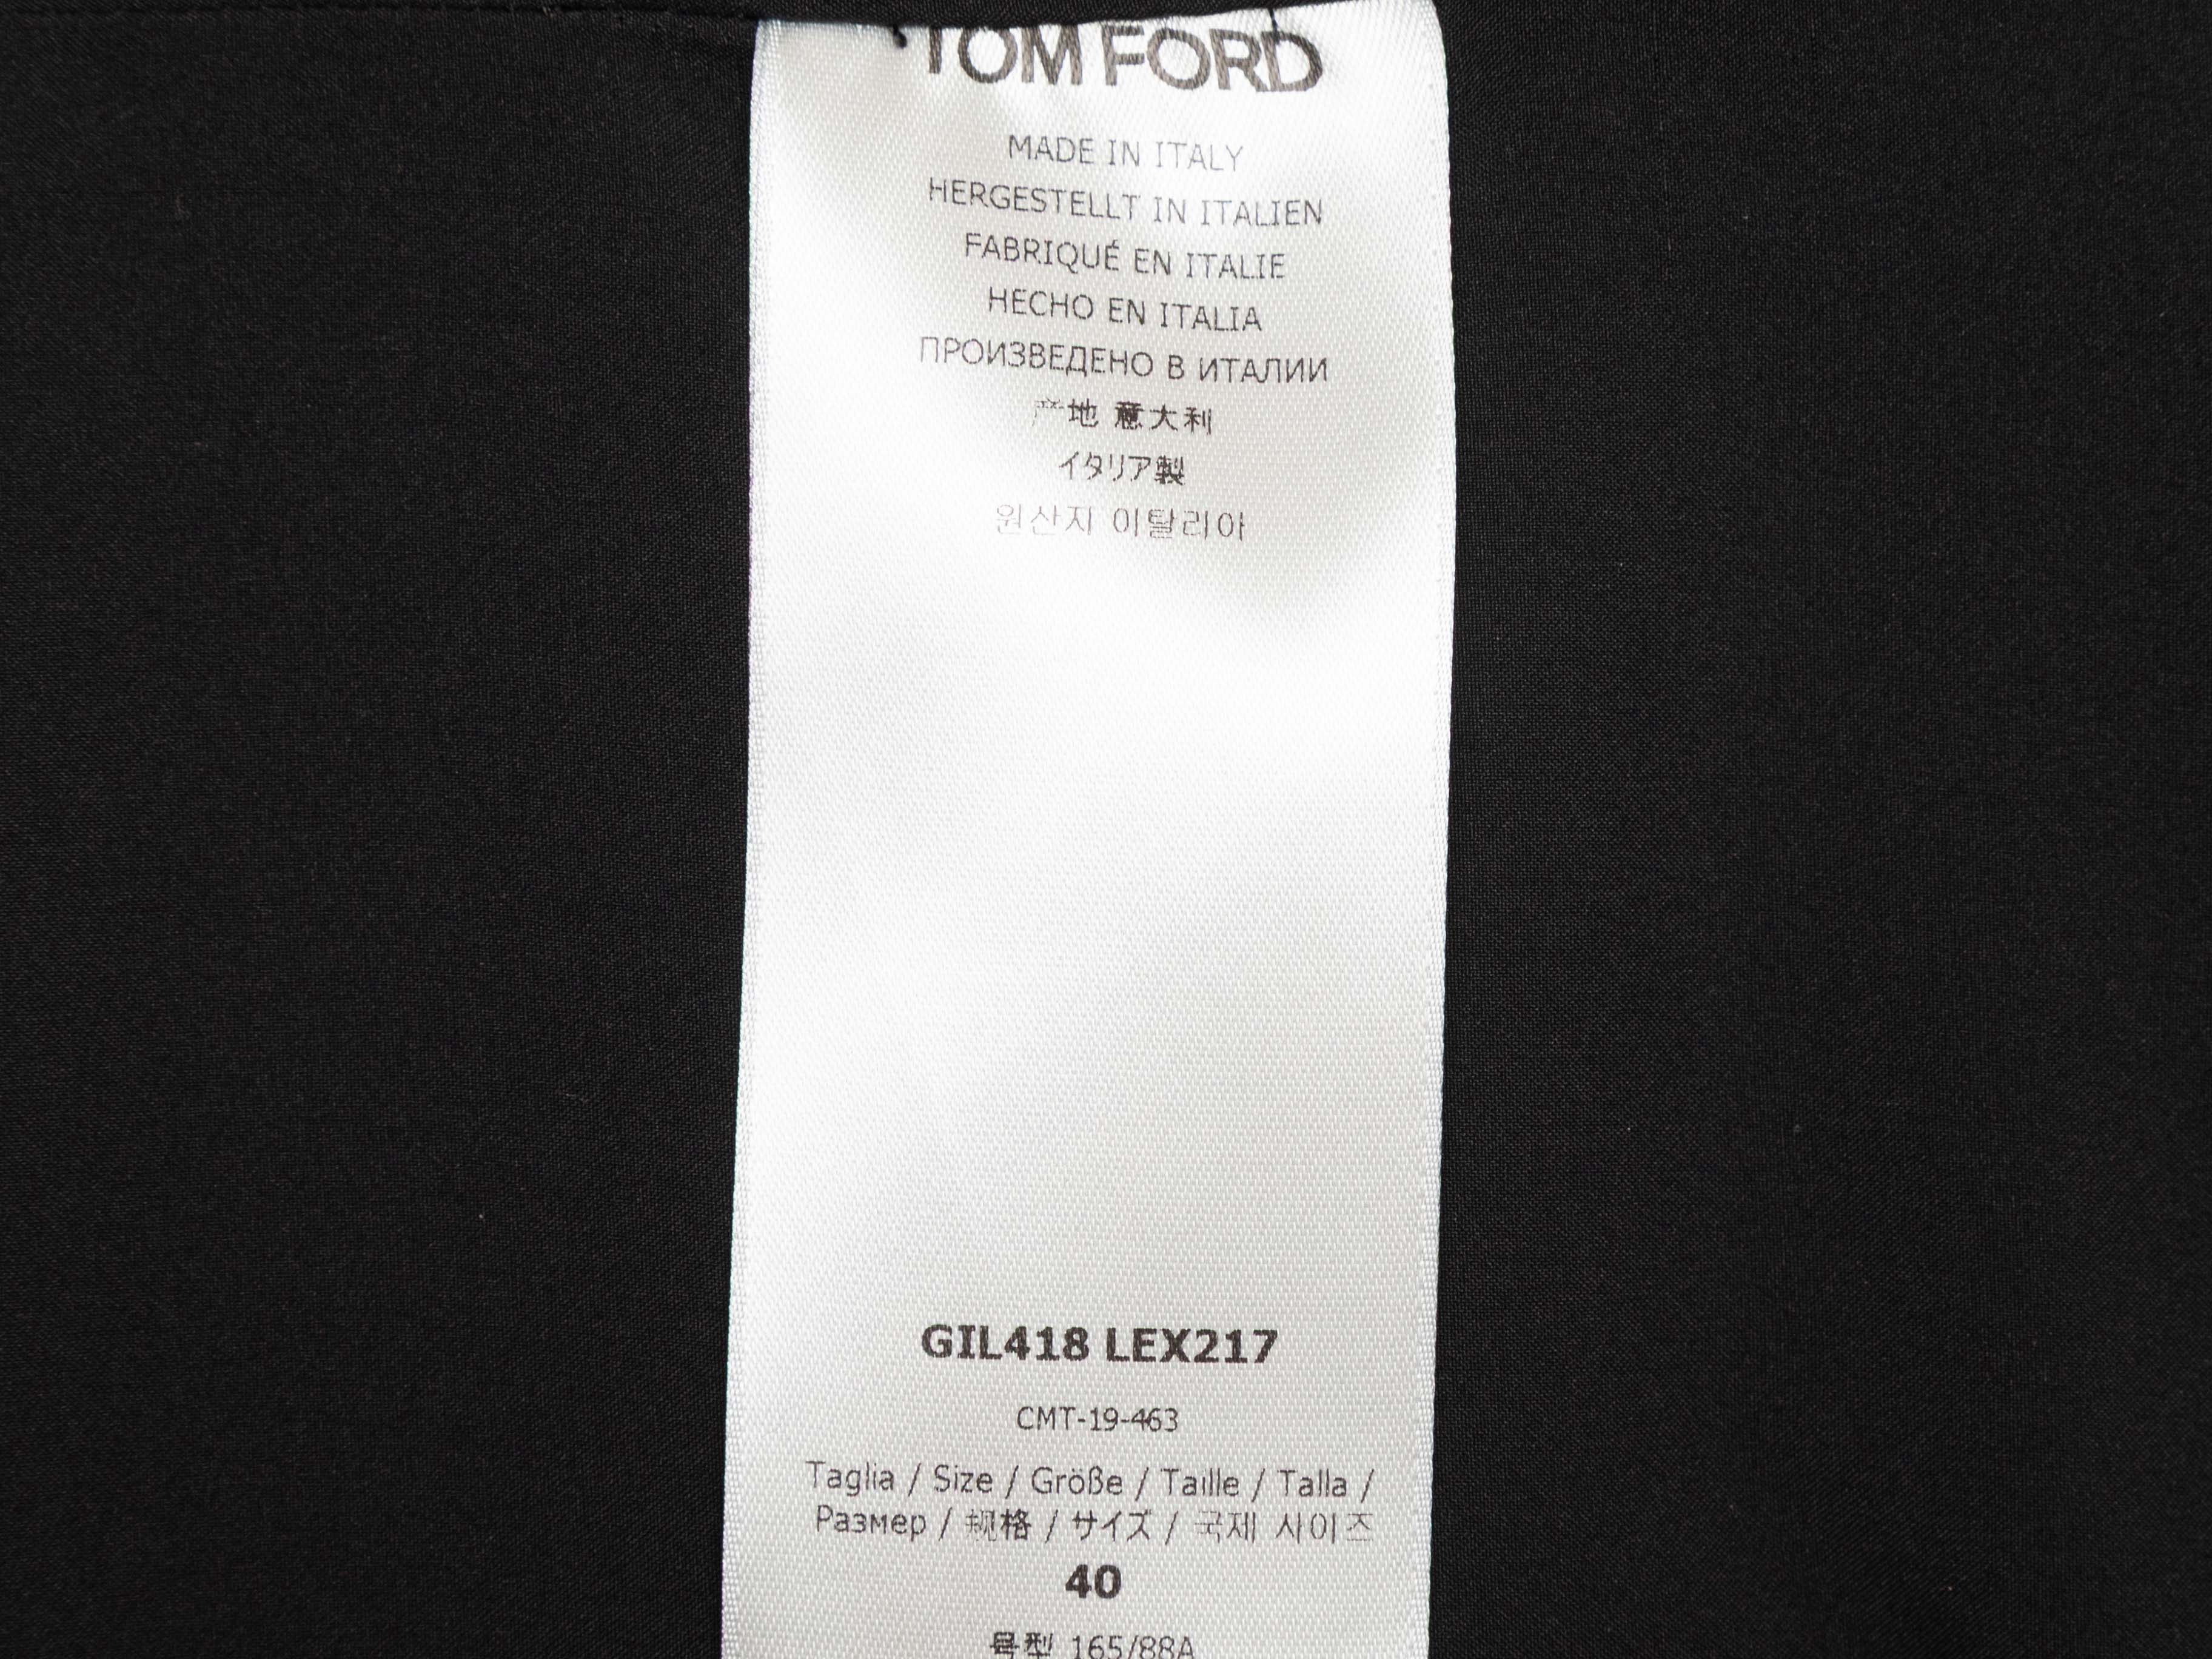 TOM FORD
MADE IN ITALY
HERGESTELLT IN ITALIEN
FABRIQUÉ EN ITALIE
HECHO EN ITALIA
ПРОИЗВЕДЕНО В ИТАЛИИ
产地 意大利
イタリア製
원산지 이탈리아
GIL418 LEX217
CMT-19-463
Taglia / Size / Größe / Taille / Talla /
Размер / 规格 / サイズ / 국제 사이즈
40
号型 165/88A